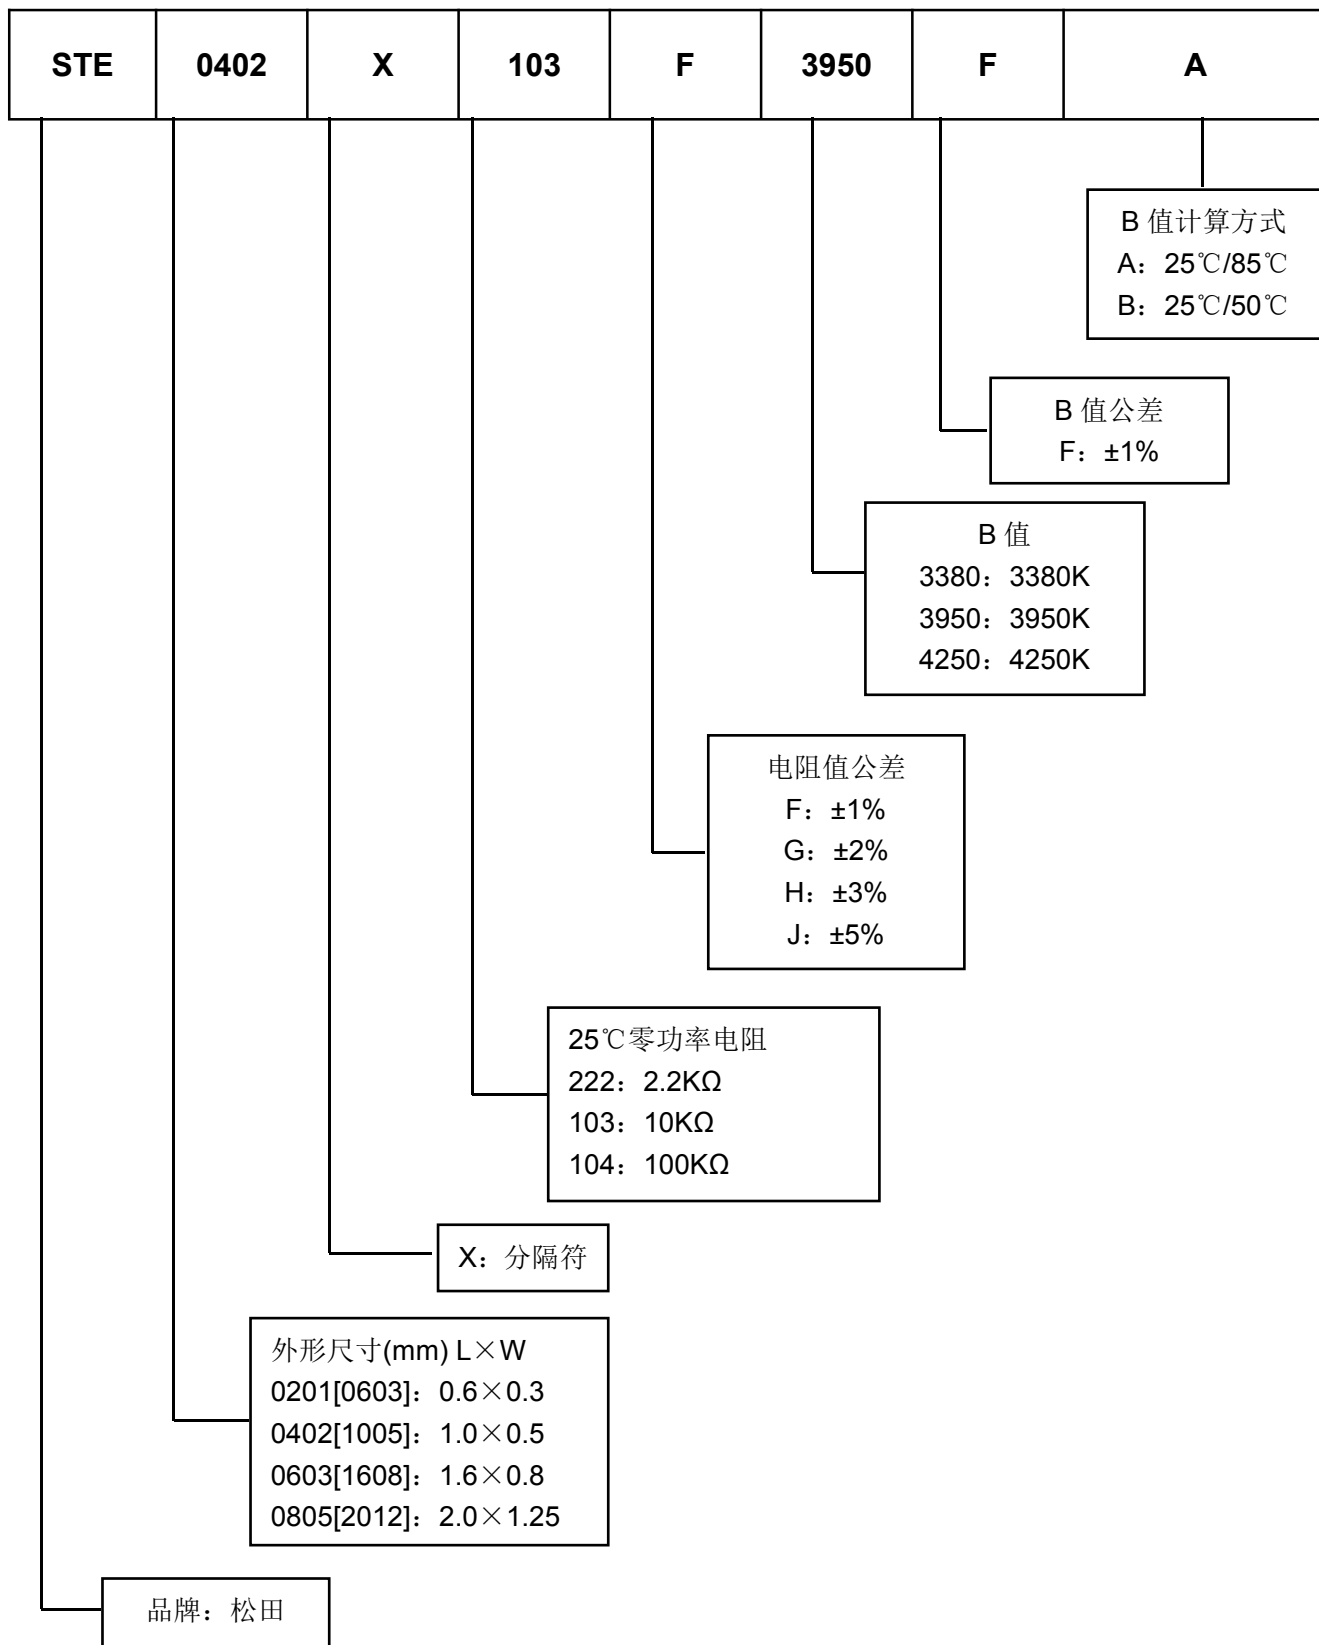 STE 0402 X 103 F 3950 F A
B 值计算方式
A：25℃/85℃
B：25℃/50℃
B 值公差
F：±1%
B 值
3380：3380K
3950：3950K
4250：4250K
电阻值公差
F：±1%
G：±2%
H：±3%
J：±5%
25℃零功率电阻
222：2.2KΩ
103：10KΩ
104：100KΩ
X：分隔符
外形尺寸(mm) L×W
0201[0603]：0.6×0.3
0402[1005]：1.0×0.5
0603[1608]：1.6×0.8
0805[2012]：2.0×1.25
品牌：松田